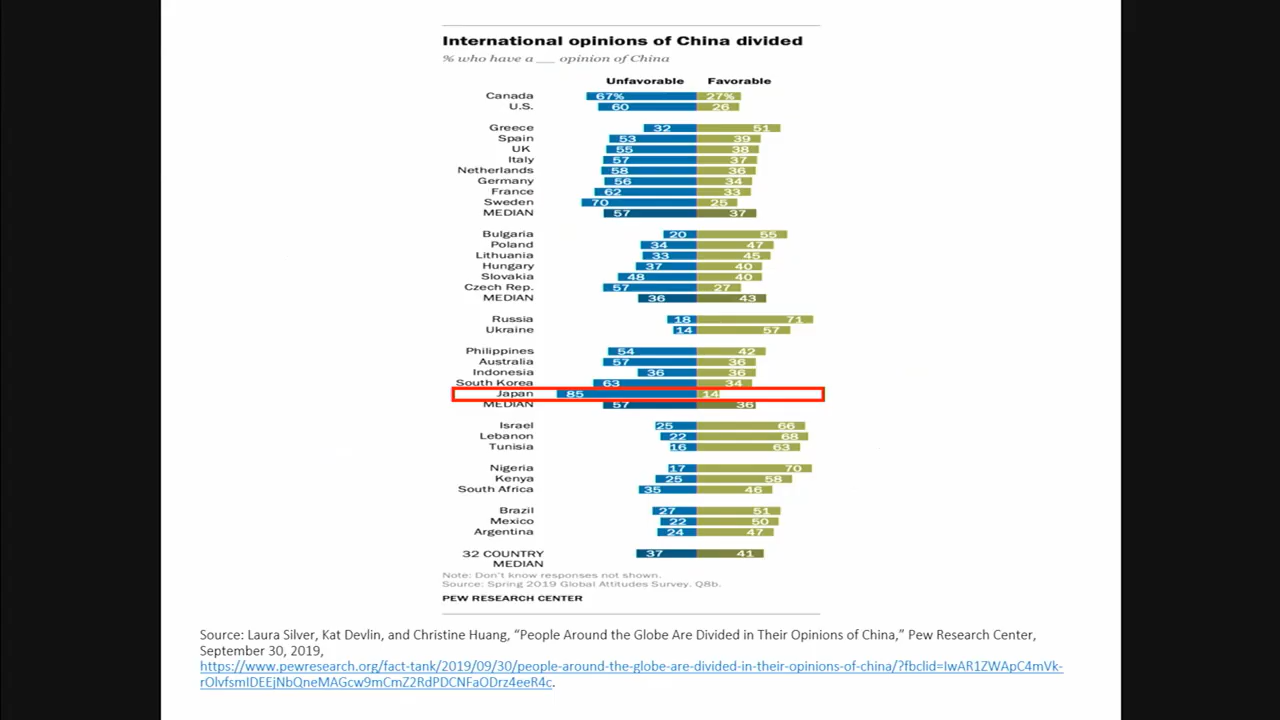 International opinions of China divided
% who have a ___ opinion of China
Unfavorable Favorable
Canada 67% 27%
U.S. 60 26
Greece 32 51
Spain 53 39
UK 55 38
Italy 57 37
Netherlands 58 36
Germany 56 34
France 62 33
Sweden 70 25
MEDIAN 57 37
Bulgaria 20 55
Poland 34 47
Lithuania 33 45
Hungary 37 40
Slovakia 48 40
Czech Rep. 57 27
MEDIAN 36 43
Russia 18 71
Ukraine 14 57
Philippines 54 42
Australia 57 36
Indonesia 36 36
South Korea 63 34
Japan 85 14
MEDIAN 57 36
Israel 25 66
Lebanon 22 68
Tunisia 16 63
Nigeria 17 70
Kenya 25 58
South Africa 35 46
Brazil 27 51
Mexico 22 50
Argentina 24 47
32 COUNTRY 37 41
MEDIAN
Note: Don't know responses not shown.
Source: Spring 2019 Global Attitudes Survey. Q8b.
PEW RESEARCH CENTER
Source: Laura Silver, Kat Devlin, and Christine Huang, “People Around the Globe Are Divided in Their Opinions of China,” Pew Research Center,
September 30, 2019,
https://www.pewresearch.org/fact-tank/2019/09/30/people-around-the-globe-are-divided-in-their-opinions-of-china/?fbclid=IwAR1ZWApC4mVk-
rOlvfsmIDEEjNbQneMAGcw9mCmZ2RdPDCNFaODrz4eeR4c.